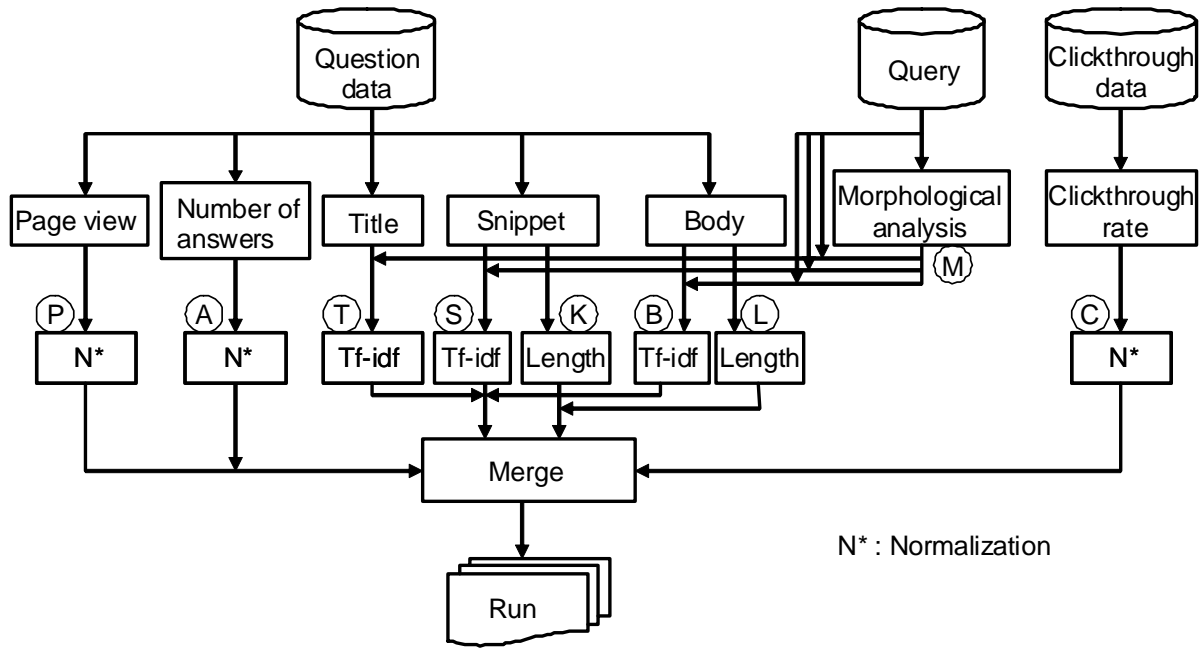 Question
data
Query
Clickthrough
data
Page view
Number of
answers
Title
Snippet
Body
Morphological
analysis
Clickthrough
rate
M
P
A
T
S
K
B
L
C
N*
N*
Tf-idf
Tf-idf
Length
Tf-idf
Length
N*
Merge
N* : Normalization
Run